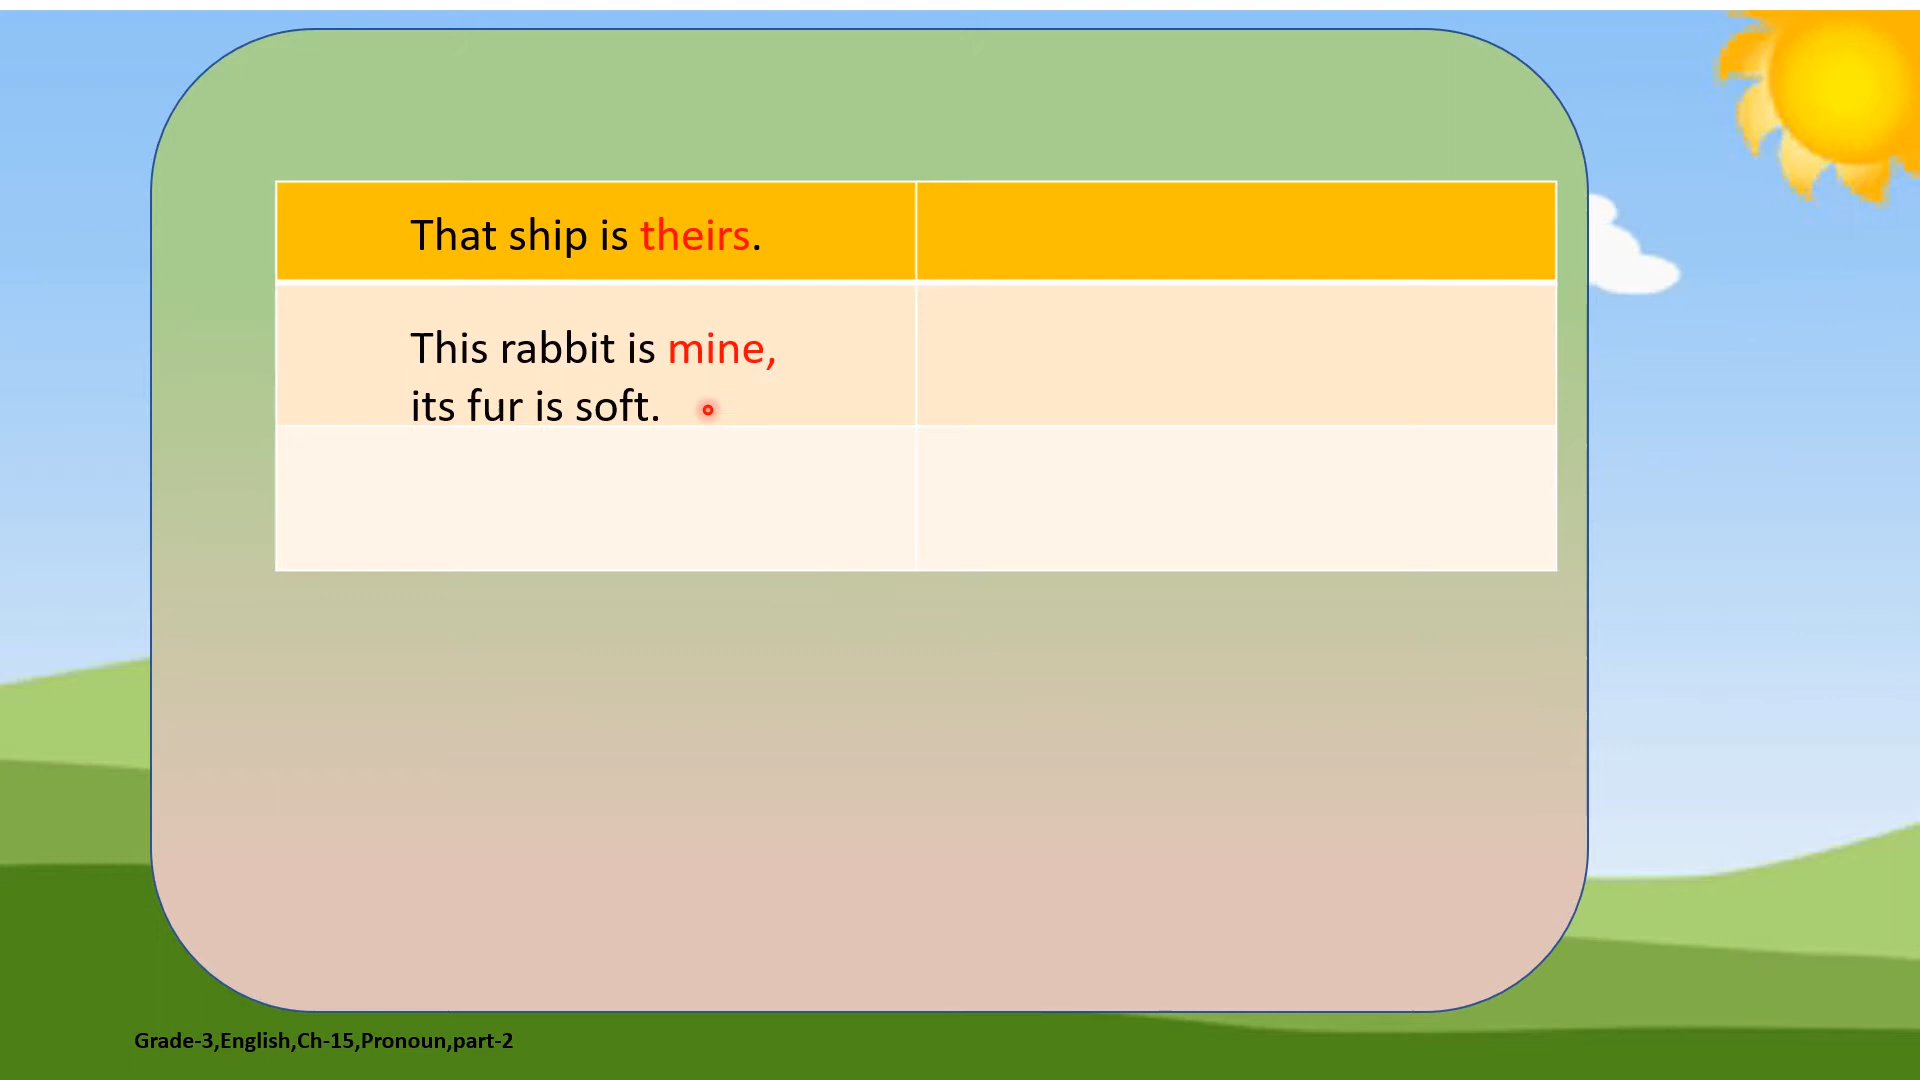 That ship is theirs.
This rabbit is mine,
its fur is soft.
Grade-3,English,Ch-15,Pronoun,part-2